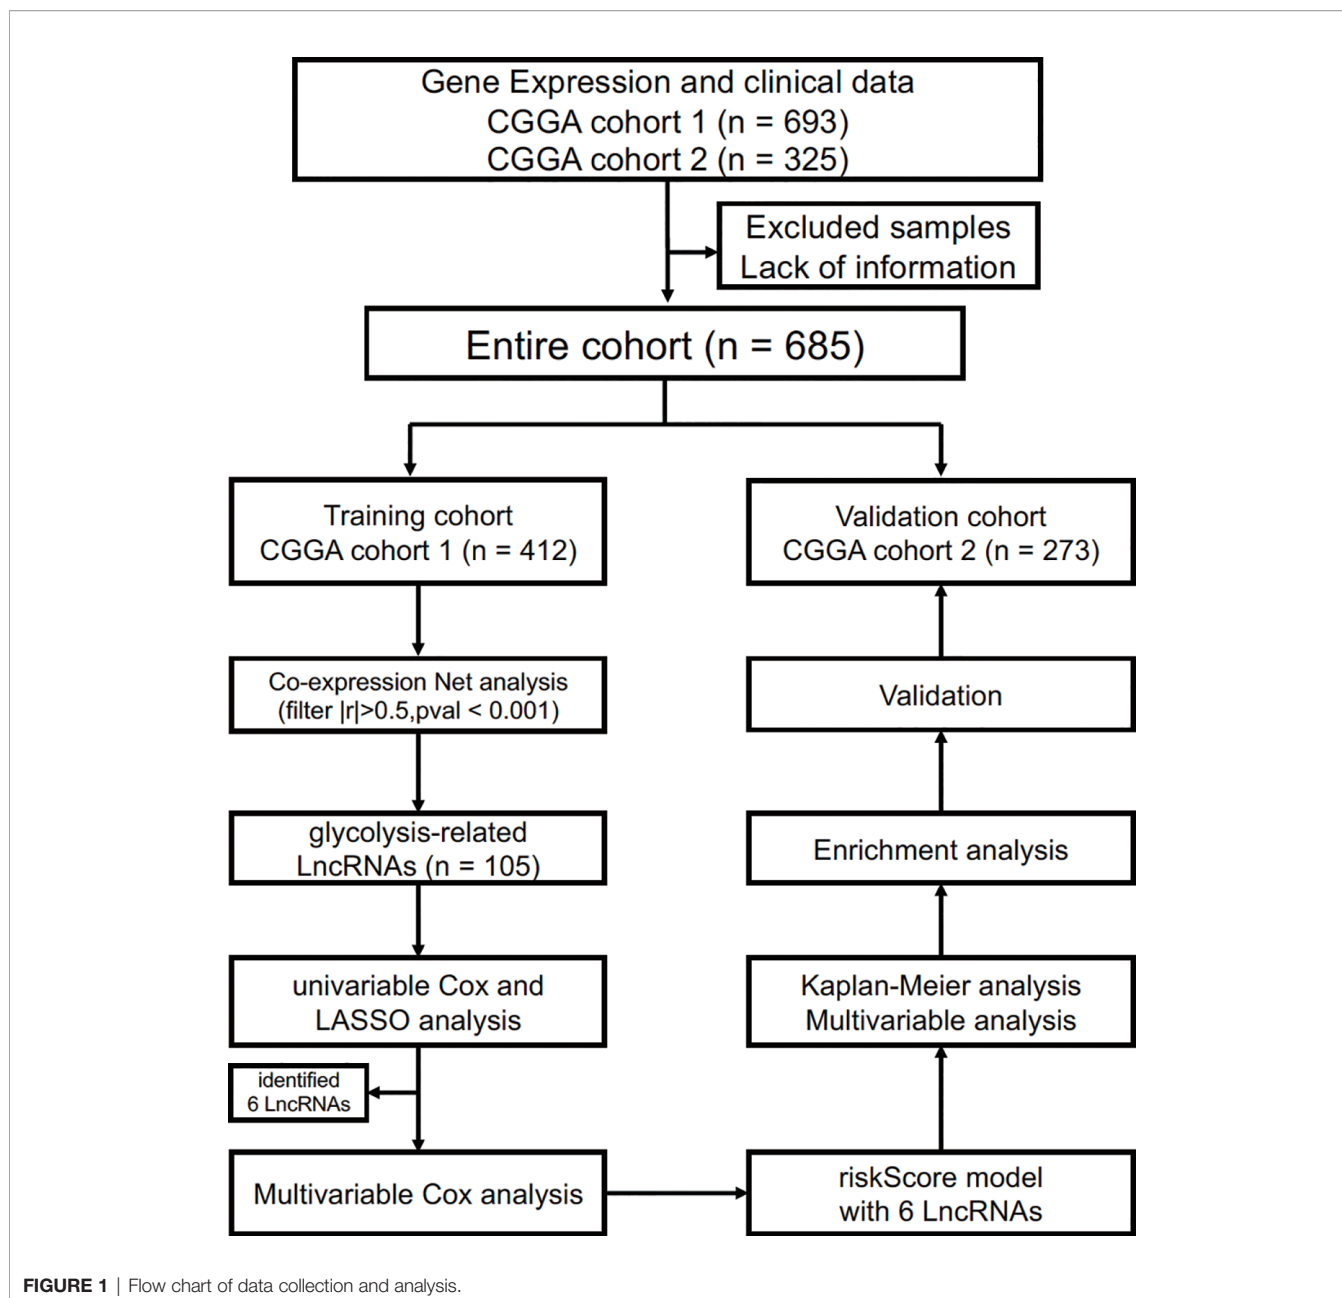 Gene Expression and clinical data
CGGA cohort 1 (n = 693)
CGGA cohort 2 (n = 325)
Excluded samples
Lack of information
Entire cohort (n = 685)
Training cohort
CGGA cohort 1 (n = 412)
Validation cohort
CGGA cohort 2 (n = 273)
Co-expression Net analysis
(filter |r|>0.5,pval < 0.001)
Validation
glycolysis-related
LncRNAs (n = 105)
Enrichment analysis
univariable Cox and
LASSO analysis
Kaplan-Meier analysis
Multivariable analysis
identified
6 LncRNAs
Multivariable Cox analysis
riskScore model
with 6 LncRNAs
FIGURE 1 | Flow chart of data collection and analysis.